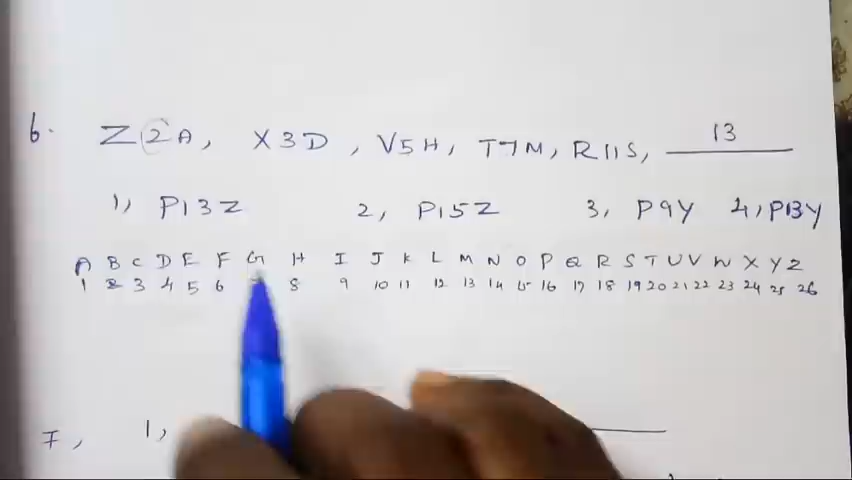 6. Z2A, X3D, V5H, T7M, R11S, 13
1, P13Z 2, P15Z 3, P9Y 4, P13Y
A B C D E F G H I J K L M N O P Q R S T U V W X Y Z
1 2 3 4 5 6 8 9 10 11 12 13 14 15 16 17 18 19 20 21 22 23 24 25 26
7, 1,